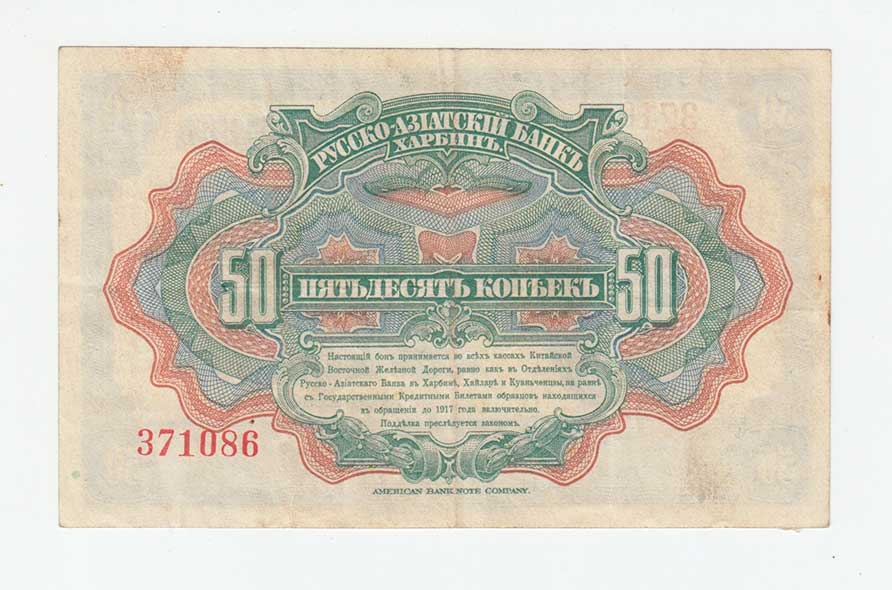 РУССКО-АЗІАТСКІЙ БАНКЪ
ХАРБИНЪ.
50 ПЯТЬДЕСЯТЪ КОПѢЕКЪ 50
Настоящій бонъ принимается во всѣхъ кассахъ Китайской
Восточной Желѣзной Дороги, равно какъ въ Отдѣленіяхъ
Русско-Азіатскаго Банка въ Харбинѣ, Хайларѣ и Куаньченцзы, на равнѣ
съ Государственными Кредитными Билетами образцовъ находящихся
въ обращеніи до 1917 года включительно.
Поддѣлка преслѣдуется закономъ.
371086
AMERICAN BANK NOTE COMPANY.